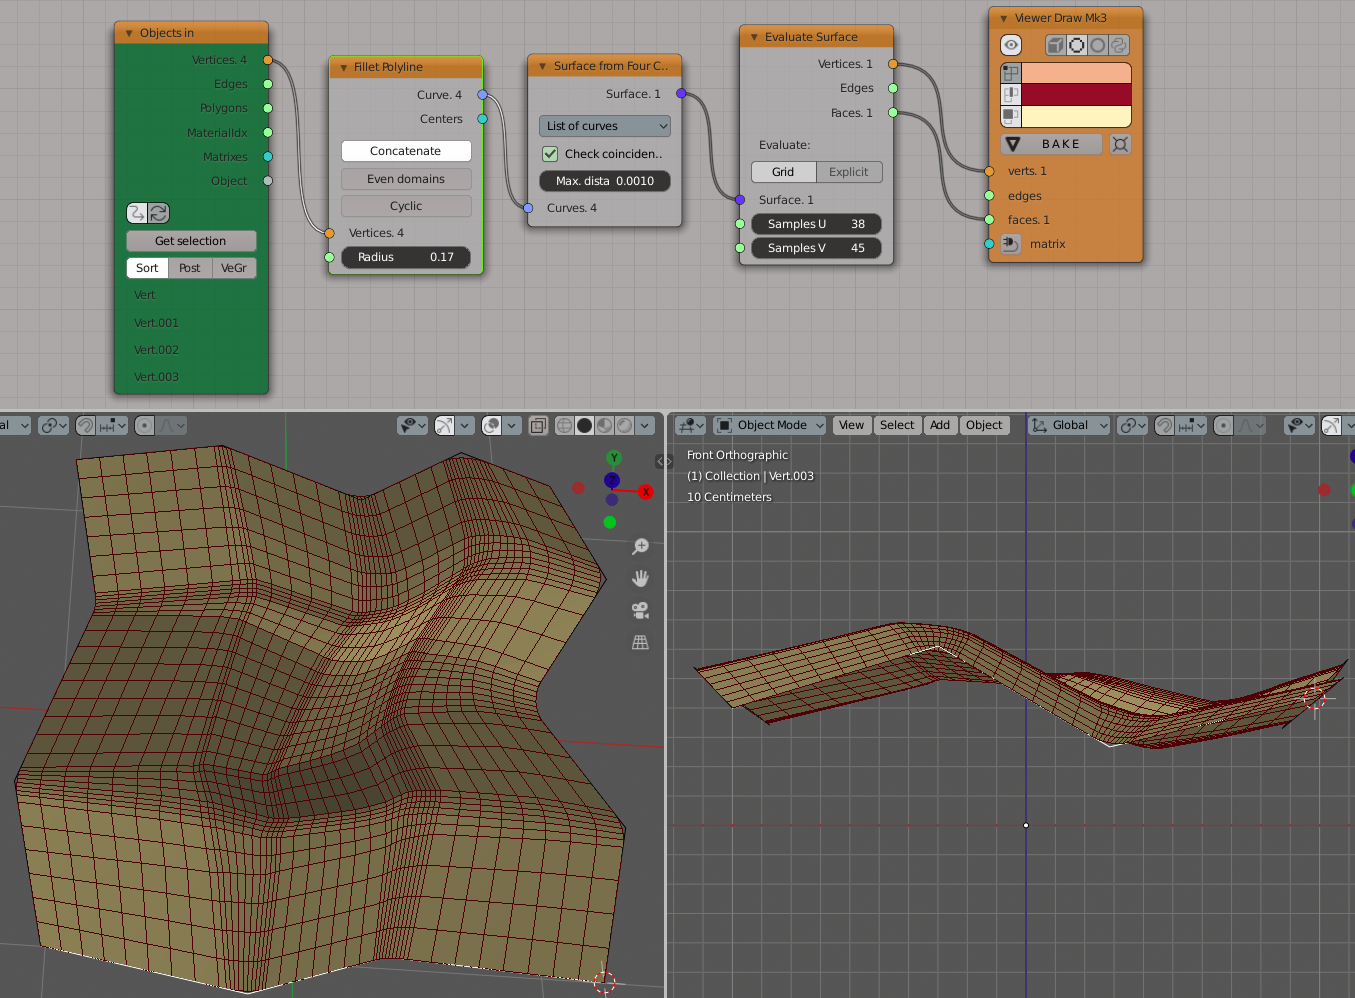 Objects in
Vertices. 4
Edges
Polygons
MaterialIdx
Matrixes
Object
Get selection
Sort Post VeGr
Vert
Vert.001
Vert.002
Vert.003
Fillet Polyline
Curve. 4
Centers
Concatenate
Even domains
Cyclic
Vertices. 4
Radius 0.17
Surface from Four C..
Surface. 1
List of curves
Check coinciden..
Max. dista 0.0010
Curves. 4
Evaluate Surface
Vertices. 1
Edges
Faces. 1
Evaluate:
Grid Explicit
Surface. 1
Samples U 38
Samples V 45
Viewer Draw Mk3
BAKE
verts. 1
edges
faces. 1
matrix
al
Y
Z
X
Object Mode View Select Add Object Global
Front Orthographic
(1) Collection | Vert.003
10 Centimeters